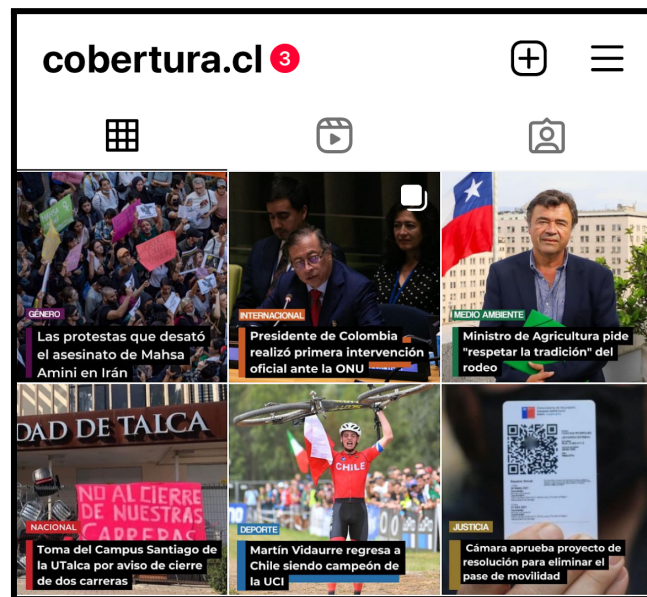 cobertura.cl 3
GÉNERO
Las protestas que desató
el asesinato de Mahsa
Amini en Irán
INTERNACIONAL
Presidente de Colombia
realizó primera intervención
oficial ante la ONU
MEDIO AMBIENTE
Ministro de Agricultura pide
"respetar la tradición" del
rodeo
DAD DE TALCA
NO AL CIERRE
DE NUESTRAS
CARRERAS
NACIONAL
Toma del Campus Santiago de
la UTalca por aviso de cierre
de dos carreras
CHILE
DEPORTE
Martín Vidaurre regresa a
Chile siendo campeón de
la UCI
JUSTICIA
Cámara aprueba proyecto de
resolución para eliminar el
pase de movilidad